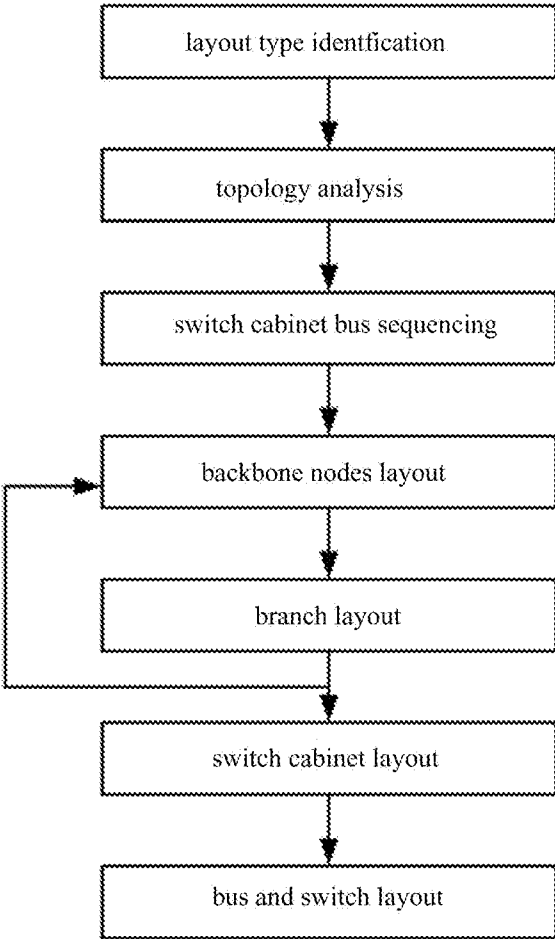 layout type identfication
topology analysis
switch cabinet bus sequencing
backbone nodes layout
branch layout
switch cabinet layout
bus and switch layout